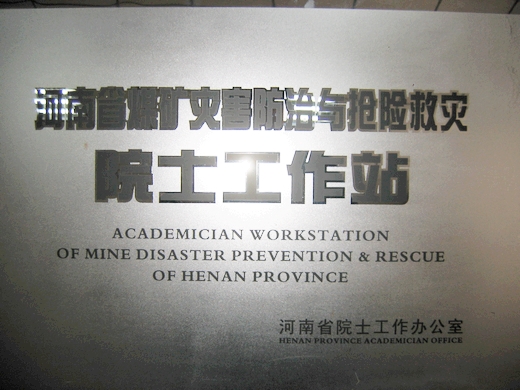 河南省煤矿灾害防治与抢险救灾
院士工作站
ACADEMICIAN WORKSTATION
OF MINE DISASTER PREVENTION & RESCUE
OF HENAN PROVINCE
河南省院士工作办公室
HENAN PROVINCE ACADEMICIAN OFFICE